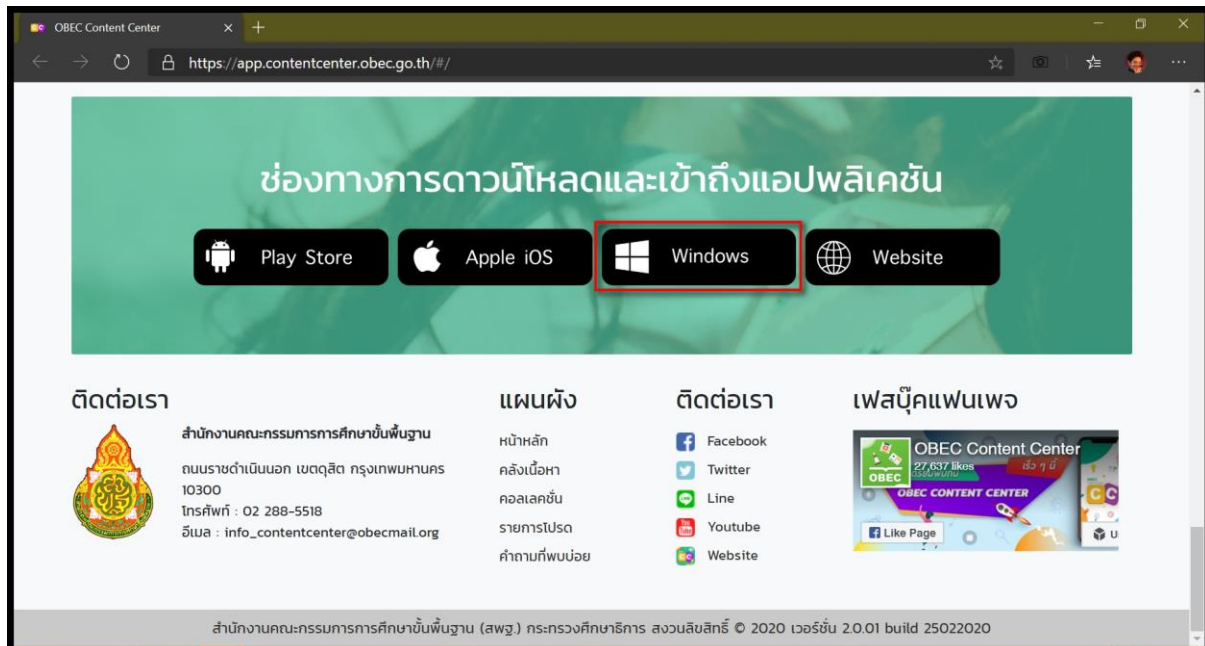 OBEC Content Center
https://app.contentcenter.obec.go.th/#/
ช่องทางการดาวน์โหลดและเข้าถึงแอปพลิเคชัน
Play Store
Apple iOS
Windows
Website
ติดต่อเรา
สำนักงานคณะกรรมการการศึกษาขั้นพื้นฐาน
ถนนราชดำเนินนอก เขตดุสิต กรุงเทพมหานคร
10300
โทรศัพท์ : 02 288-5518
อีเมล : info_contentcenter@obecmail.org
แผนผัง
หน้าหลัก
คลังเนื้อหา
คอลเลคชั่น
รายการโปรด
คำถามที่พบบ่อย
ติดต่อเรา
Facebook
Twitter
Line
Youtube
Website
เฟสบุ๊คแฟนเพจ
OBEC Content Center
27,637 likes
เร็ว ๆ นี้
OBEC
OBEC CONTENT CENTER
Like Page
สำนักงานคณะกรรมการการศึกษาขั้นพื้นฐาน (สพฐ.) กระทรวงศึกษาธิการ สงวนลิขสิทธิ์ © 2020 เวอร์ชั่น 2.0.01 build 25022020